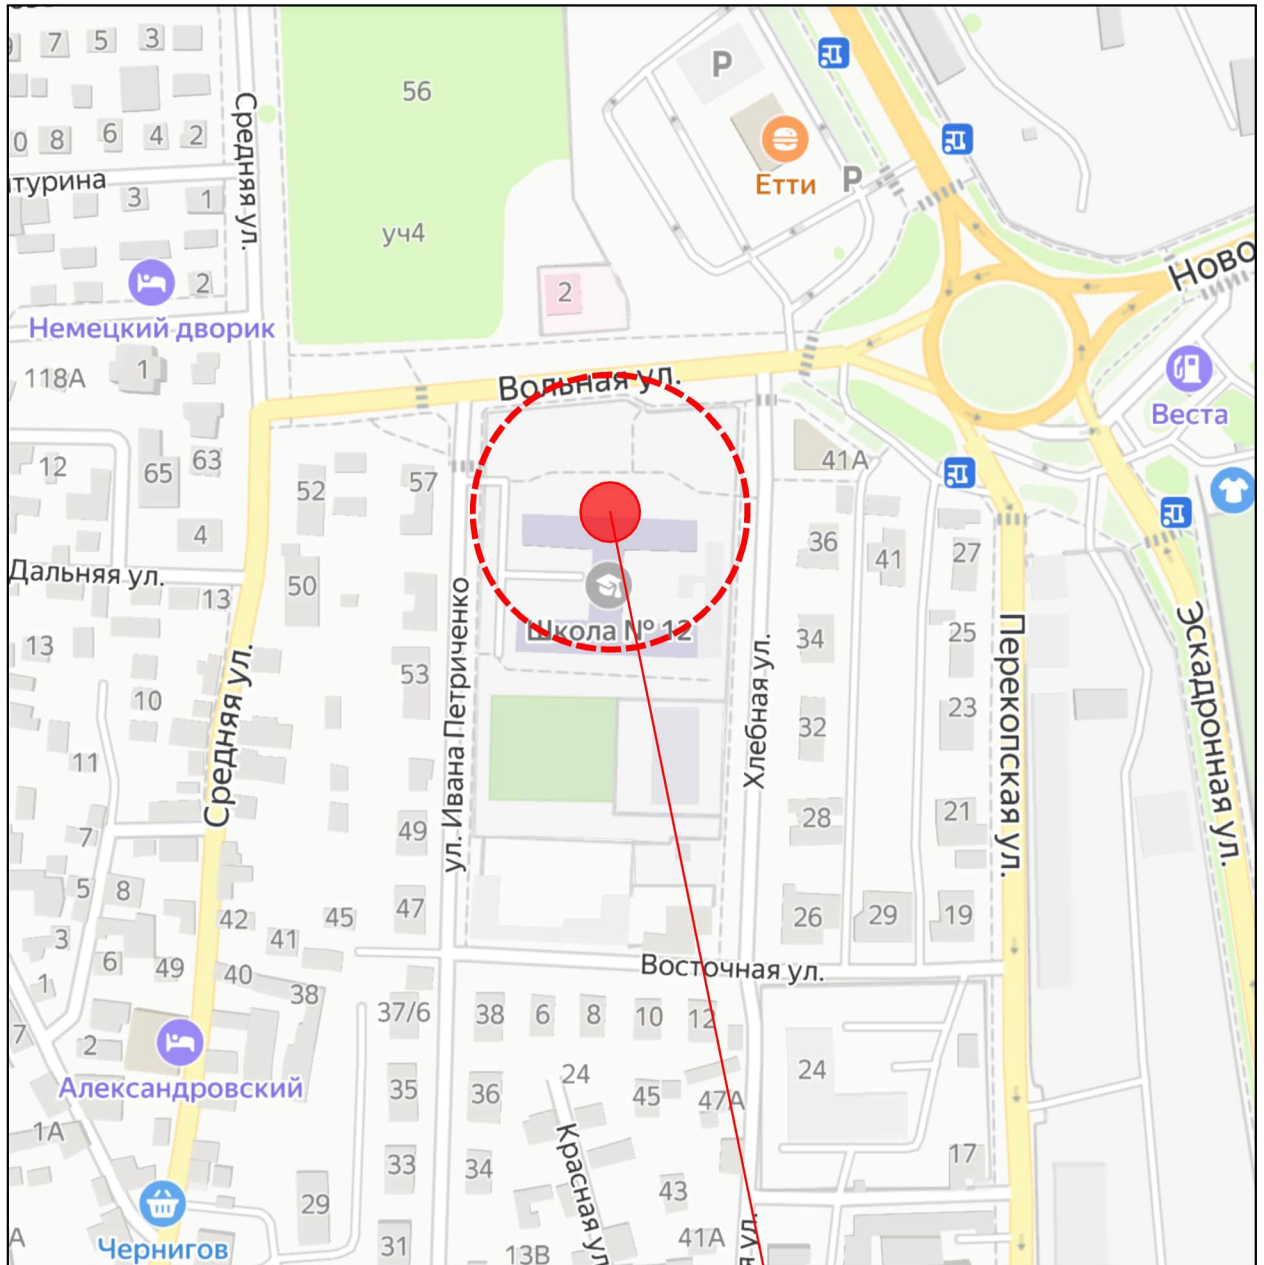 7 5 3
56
P
Средняя ул.
0 8 6 4 2
Етти
P
турина
3 1
уч4
Ново
2
2
Немецкий дворик
118А 1
Вольная ул.
Веста
12 65 63
52 57
41А
4
36 41 27
Дальняя ул.
13
50
Школа № 12
13
34 25
53
10
32 23
Средняя ул.
ул. Ивана Петриченко
Хлебная ул.
Перекопская ул.
Эскадронная ул.
11
7
49
28 21
5 8
42 45 47
26 29 19
3 41
6 49 40
Восточная ул.
1 38
37/6 38 6 8 10 12
7 2
24
24
Александровский
35 36 45 47А
1А
Красная ул
33 34
17
29 43
А
Чернигов
31 13В 41А
ул.